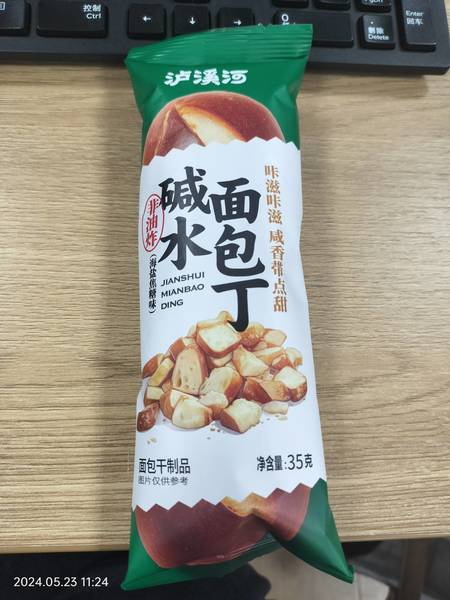 控制
Ctrl
删除
Delete
Enter
回车
泸溪河
碱水
面包丁
非油炸
(海盐焦糖味)
JIANSHUI
MIANBAO
DING
咔滋咔滋 咸香带点甜
面包干制品
图片仅供参考
净含量:35克
2024.05.23 11:24